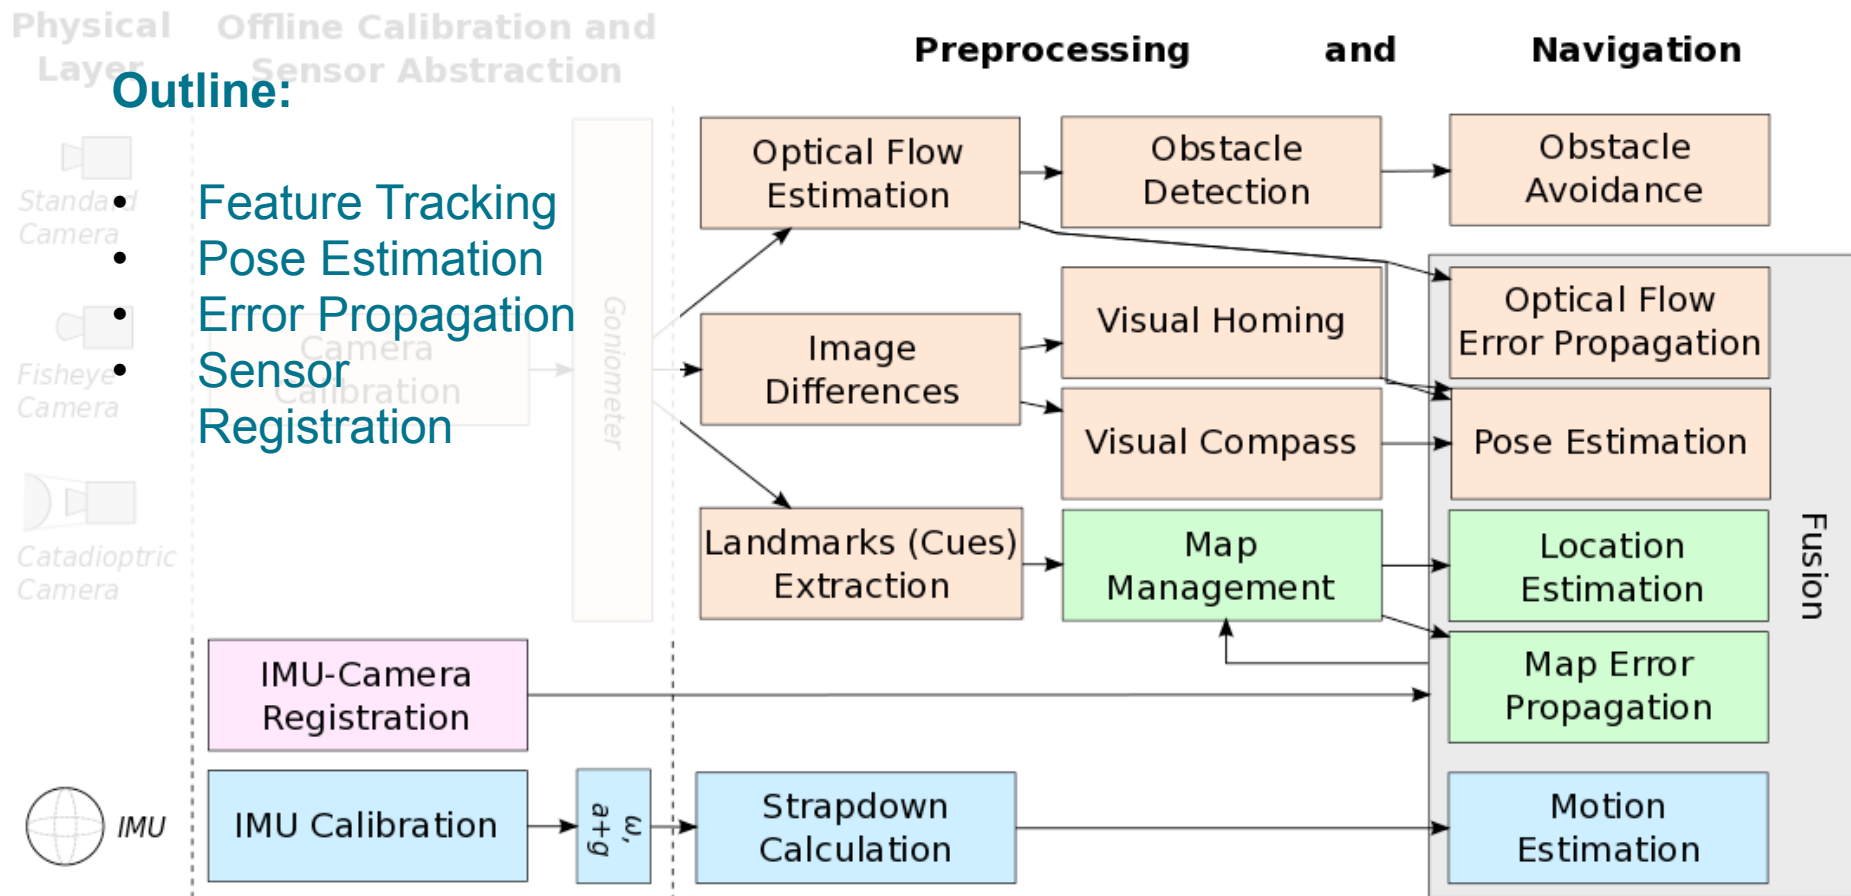 Physical
Layer
Offline Calibration and
Sensor Abstraction
Preprocessing and Navigation
Outline:
• Feature Tracking
• Pose Estimation
• Error Propagation
• Sensor
Registration
Standard
Camera
Fisheye
Camera
Catadioptric
Camera
Camera
Calibration
Goniometer
Optical Flow
Estimation
Obstacle
Detection
Obstacle
Avoidance
Image
Differences
Visual Homing
Visual Compass
Optical Flow
Error Propagation
Pose Estimation
Landmarks (Cues)
Extraction
Map
Management
Location
Estimation
Map Error
Propagation
Fusion
IMU-Camera
Registration
IMU
IMU Calibration
ω,
a+g
Strapdown
Calculation
Motion
Estimation